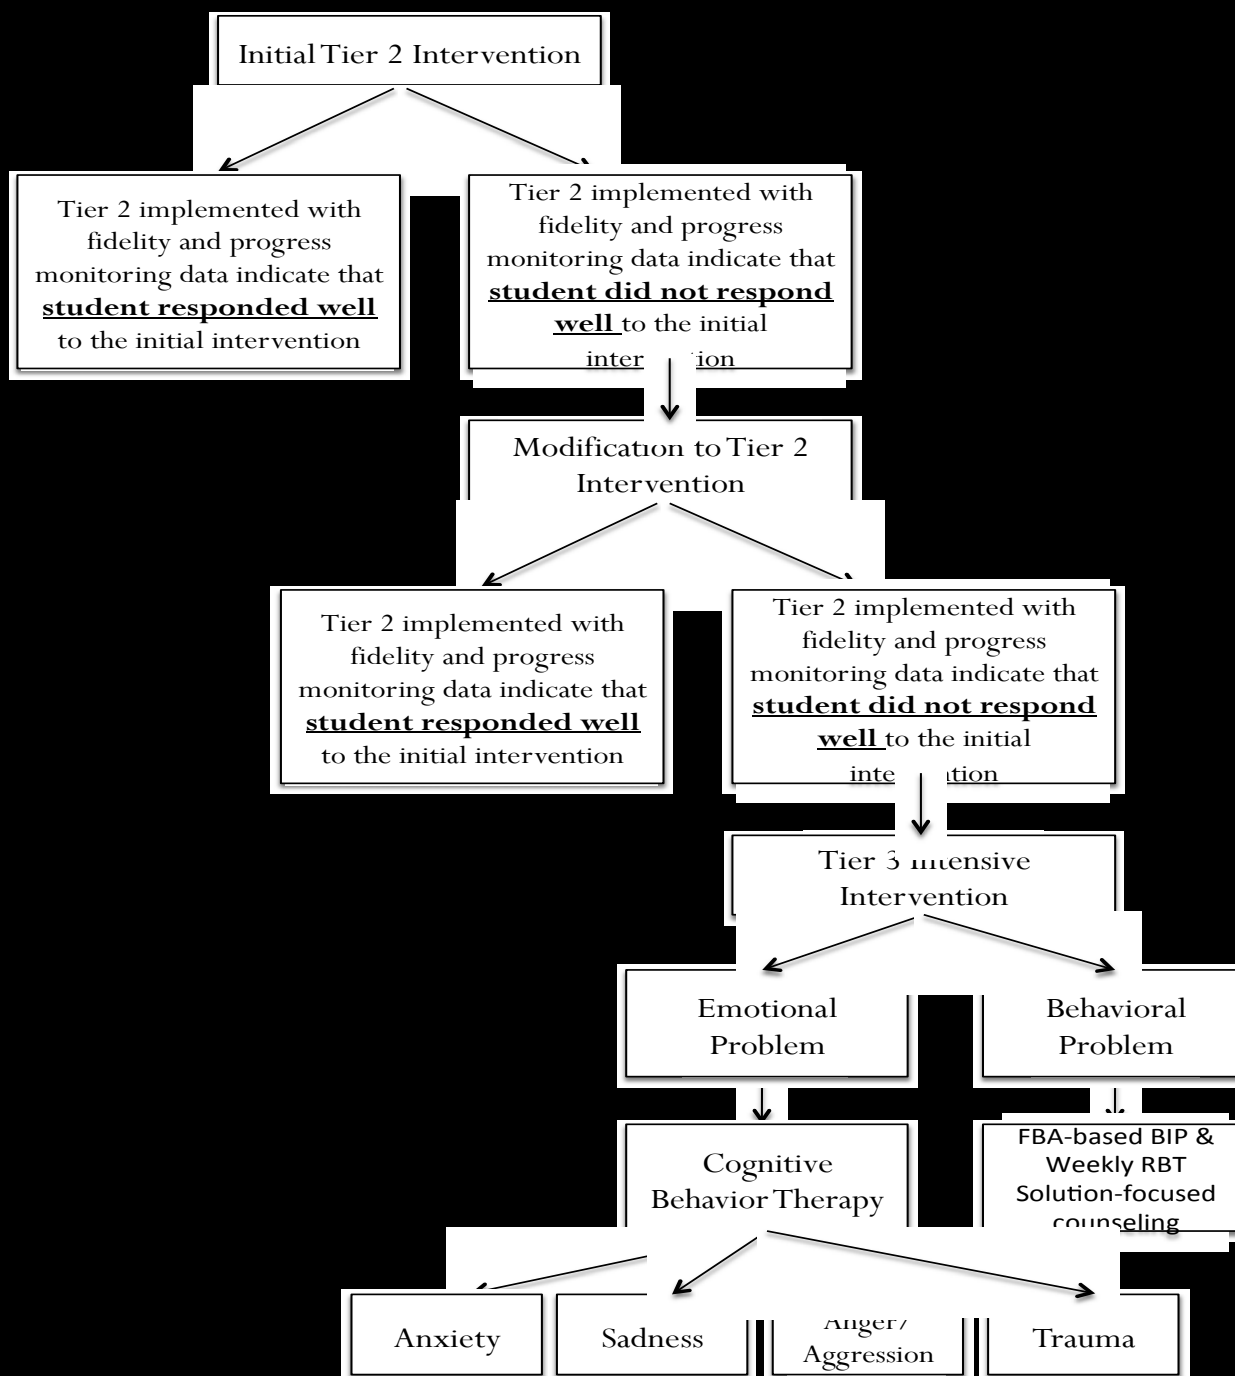 Initial Tier 2 Intervention
Tier 2 implemented with
fidelity and progress
monitoring data indicate that
student responded well
to the initial intervention
Tier 2 implemented with
fidelity and progress
monitoring data indicate that
student did not respond
well to the initial
intervention
Modification to Tier 2
Intervention
Tier 2 implemented with
fidelity and progress
monitoring data indicate that
student responded well
to the initial intervention
Tier 2 implemented with
fidelity and progress
monitoring data indicate that
student did not respond
well to the initial
intervention
Tier 3 Intensive
Intervention
Emotional
Problem
Behavioral
Problem
Cognitive
Behavior Therapy
FBA-based BIP &
Weekly RBT
Solution-focused
counseling
Anxiety
Sadness
Anger/
Aggression
Trauma